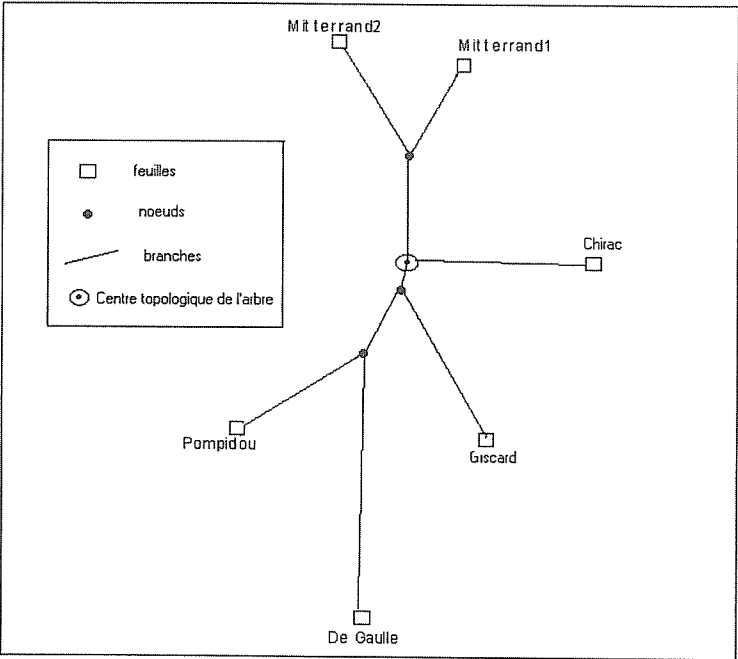 Mitterrand2
Mitterrand1
feuilles
noeuds
branches
Centre topologique de l'arbre
Chirac
Pompidou
Giscard
De Gaulle